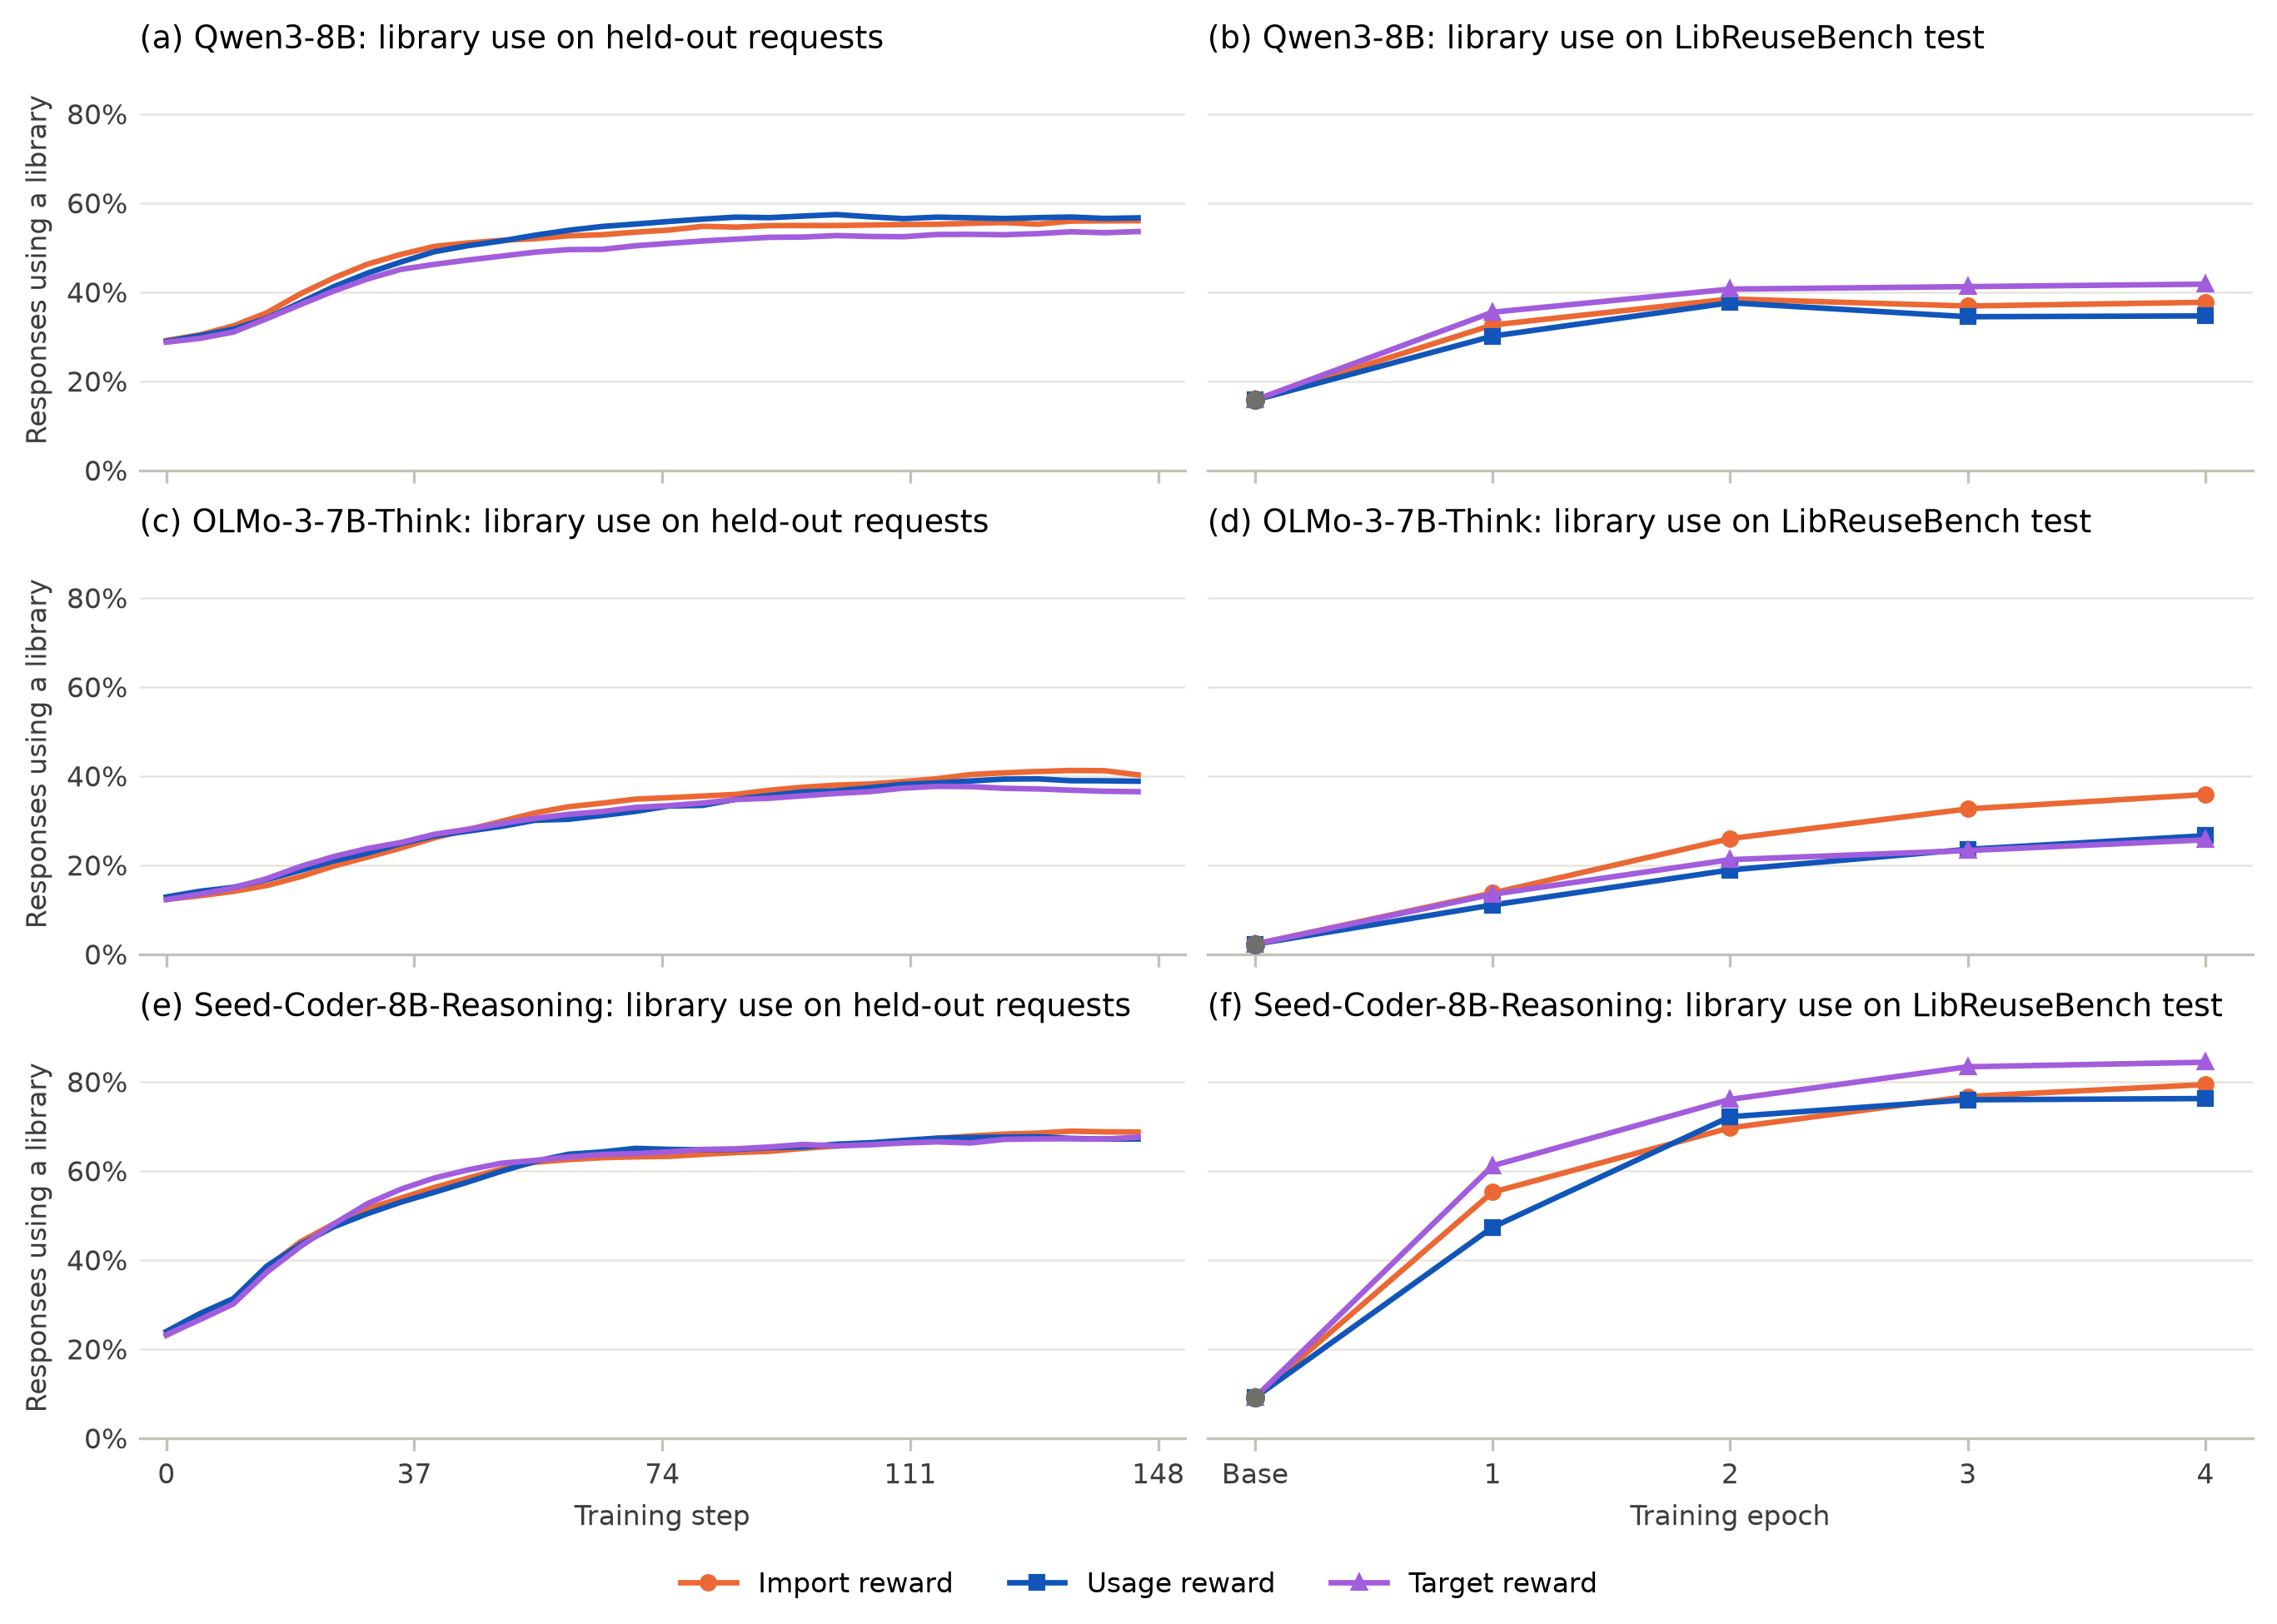 (a) Qwen3-8B: library use on held-out requests
(b) Qwen3-8B: library use on LibReuseBench test
Responses using a library
80%
60%
40%
20%
0%
(c) OLMo-3-7B-Think: library use on held-out requests
(d) OLMo-3-7B-Think: library use on LibReuseBench test
Responses using a library
80%
60%
40%
20%
0%
(e) Seed-Coder-8B-Reasoning: library use on held-out requests
(f) Seed-Coder-8B-Reasoning: library use on LibReuseBench test
Responses using a library
80%
60%
40%
20%
0%
0 37 74 111 148
Base 1 2 3 4
Training step
Training epoch
Import reward Usage reward Target reward